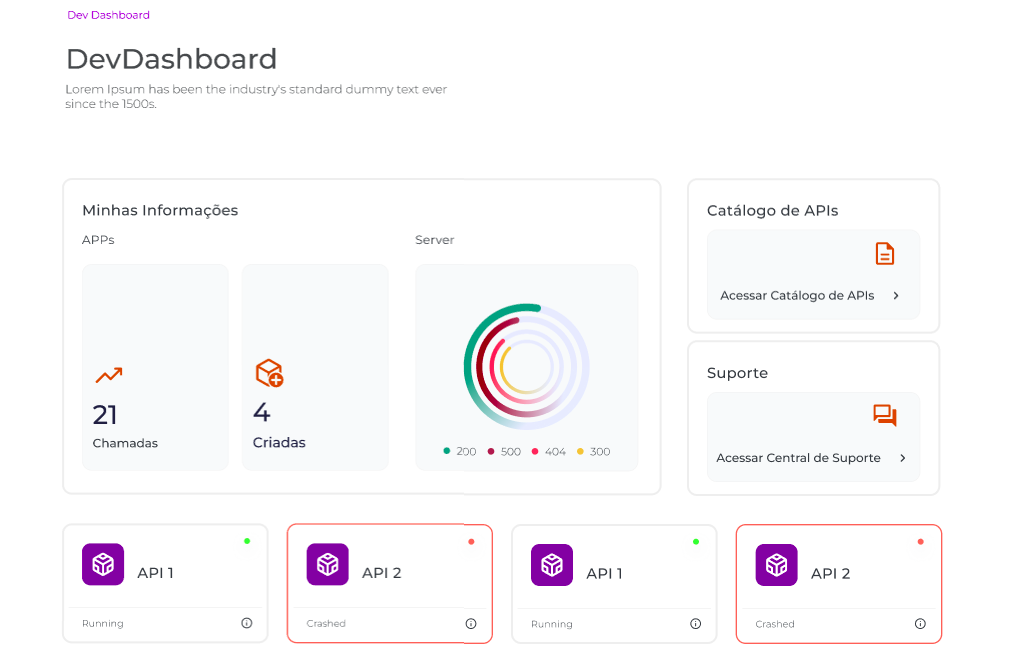 Dev Dashboard
DevDashboard
Lorem Ipsum has been the industry's standard dummy text ever
since the 1500s.
Minhas Informações
APPs
Server
21
Chamadas
4
Criadas
200
500
404
300
Catálogo de APIs
Acessar Catálogo de APIs
Suporte
Acessar Central de Suporte
API 1
Running
API 2
Crashed
API 1
Running
API 2
Crashed